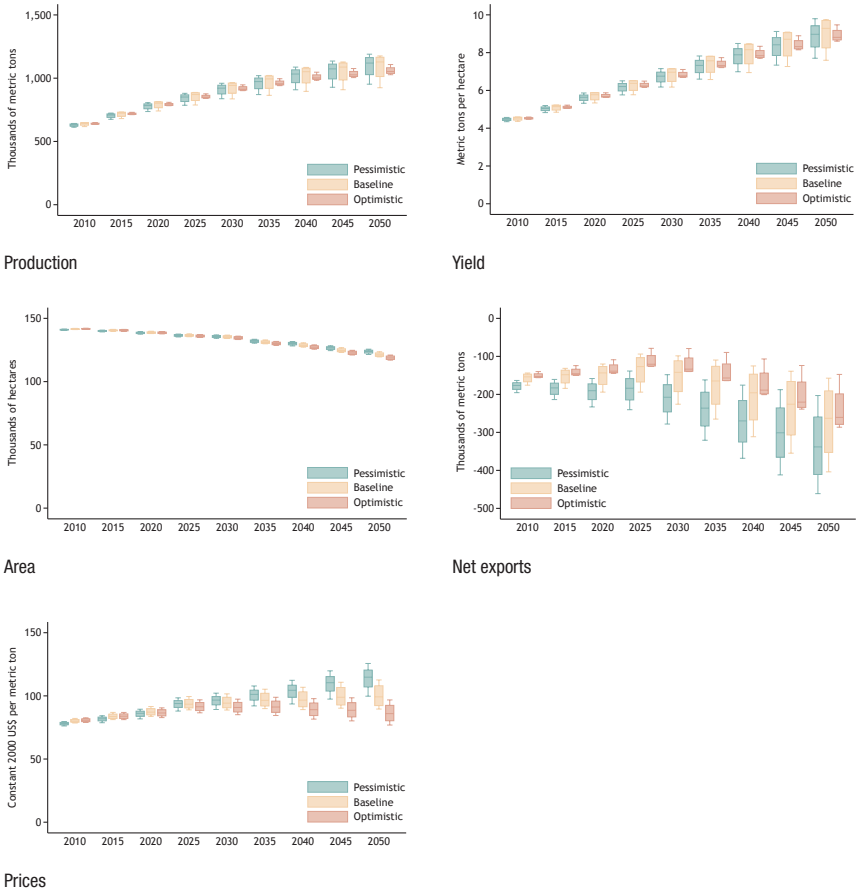 1,500
1,000
500
0
Thousands of metric tons
Pessimistic
Baseline
Optimistic
2010 2015 2020 2025 2030 2035 2040 2045 2050
Production
10
8
6
4
2
0
Metric tons per hectare
Pessimistic
Baseline
Optimistic
2010 2015 2020 2025 2030 2035 2040 2045 2050
Yield
150
100
50
0
Thousands of hectares
Pessimistic
Baseline
Optimistic
2010 2015 2020 2025 2030 2035 2040 2045 2050
Area
0
-100
-200
-300
-400
-500
Thousands of metric tons
Pessimistic
Baseline
Optimistic
2010 2015 2020 2025 2030 2035 2040 2045 2050
Net exports
150
100
50
0
Constant 2000 US$ per metric ton
Pessimistic
Baseline
Optimistic
2010 2015 2020 2025 2030 2035 2040 2045 2050
Prices